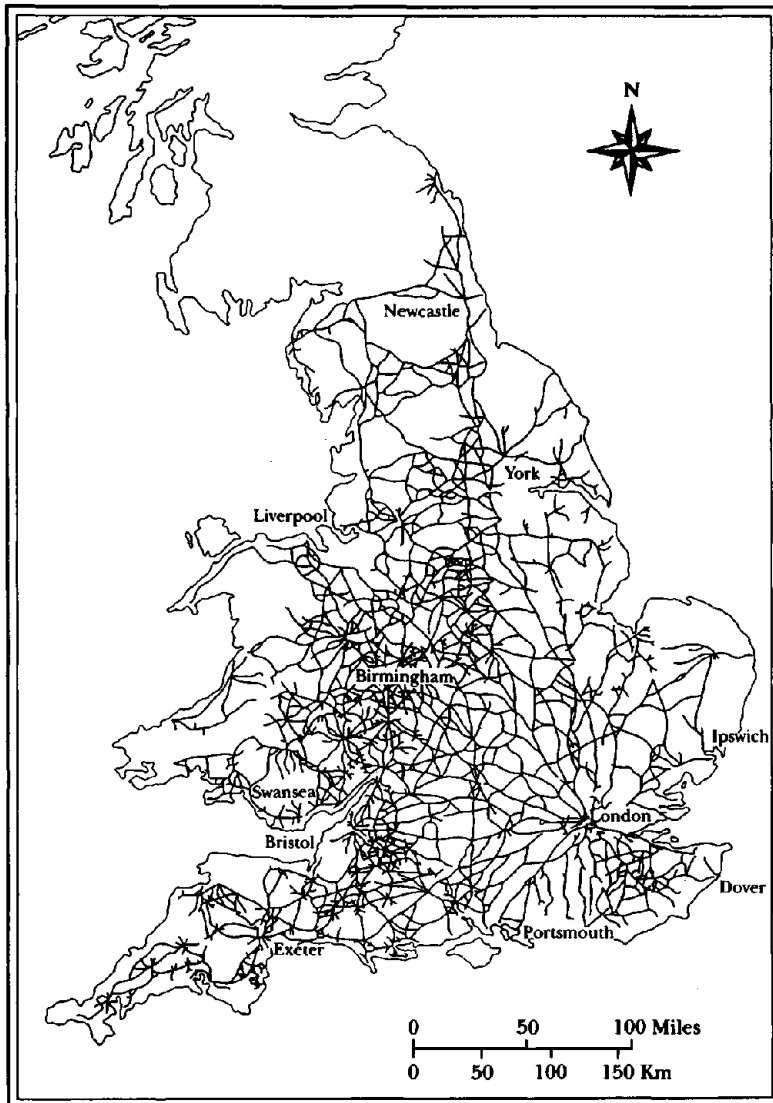 N
Newcastle
York
Liverpool
Birmingham
Ipswich
Swansea
London
Bristol
Dover
Portsmouth
Exeter
0 50 100 Miles
0 50 100 150 Km